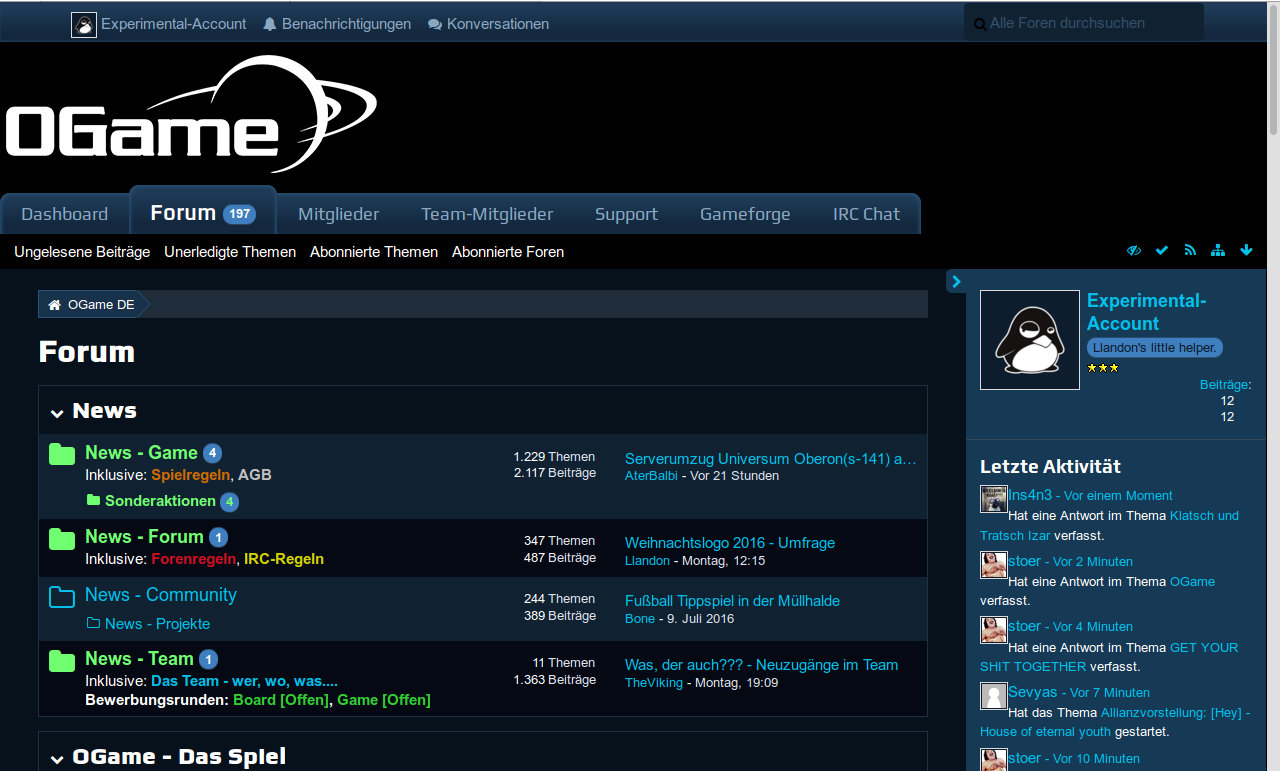 Experimental-Account Benachrichtigungen Konversationen Alle Foren durchsuchen
OGame
Dashboard Forum 197 Mitglieder Team-Mitglieder Support Gameforge IRC Chat
Ungelesene Beiträge Unerledigte Themen Abonnierte Themen Abonnierte Foren
OGame DE
Forum
News
News - Game 4
Inklusive: Spielregeln, AGB
Sonderaktionen 4
1.229 Themen
2.117 Beiträge
Serverumzug Universum Oberon(s-141) a…
AterBalbi - Vor 21 Stunden
News - Forum 1
Inklusive: Forenregeln, IRC-Regeln
347 Themen
487 Beiträge
Weihnachtslogo 2016 - Umfrage
Llandon - Montag, 12:15
News - Community
News - Projekte
244 Themen
389 Beiträge
Fußball Tippspiel in der Müllhalde
Bone - 9. Juli 2016
News - Team 1
Inklusive: Das Team - wer, wo, was....
Bewerbungsrunden: Board [Offen], Game [Offen]
11 Themen
1.363 Beiträge
Was, der auch??? - Neuzugänge im Team
TheViking - Montag, 19:09
OGame - Das Spiel
Experimental-
Account
Llandon's little helper.
Beiträge:
12
12
Letzte Aktivität
Ins4n3 - Vor einem Moment
Hat eine Antwort im Thema Klatsch und
Tratsch Izar verfasst.
stoer - Vor 2 Minuten
Hat eine Antwort im Thema OGame
verfasst.
stoer - Vor 4 Minuten
Hat eine Antwort im Thema GET YOUR
SHIT TOGETHER verfasst.
Sevyas - Vor 7 Minuten
Hat das Thema Allianzvorstellung: [Hey] -
House of eternal youth gestartet.
stoer - Vor 10 Minuten